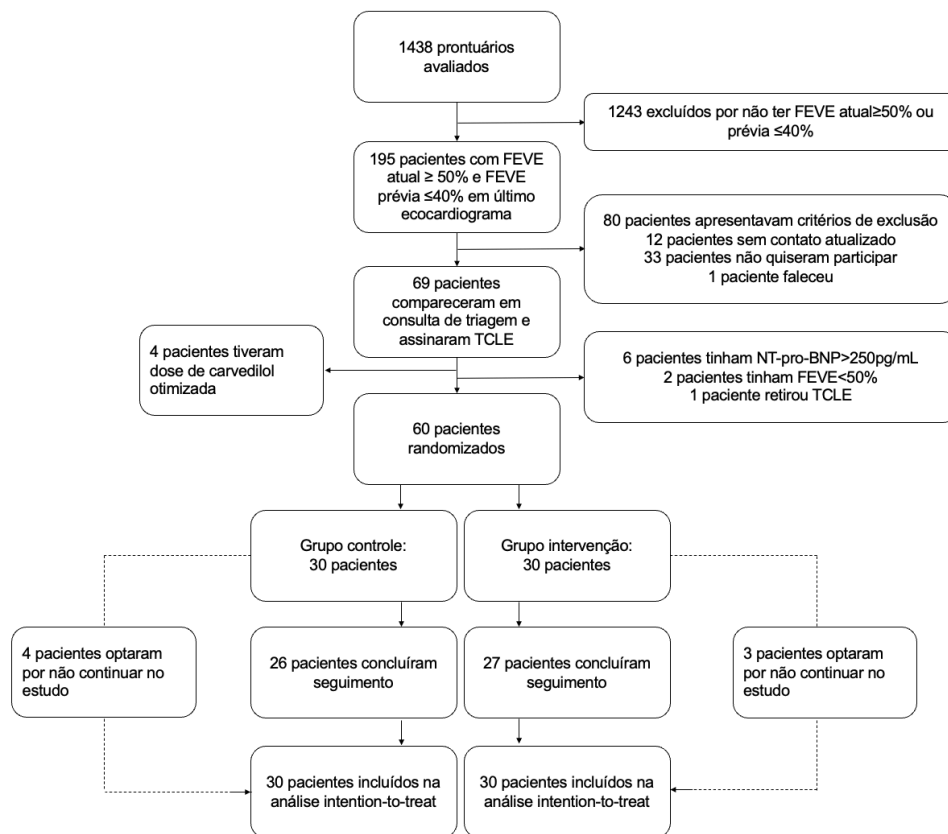 1438 prontuários
avaliados
1243 excluídos por não ter FEVE atual≥50% ou
prévia ≤40%
195 pacientes com FEVE
atual ≥ 50% e FEVE
prévia ≤40% em último
ecocardiograma
80 pacientes apresentavam critérios de exclusão
12 pacientes sem contato atualizado
33 pacientes não quiseram participar
1 paciente faleceu
69 pacientes
compareceram em
consulta de triagem e
assinaram TCLE
4 pacientes tiveram
dose de carvedilol
otimizada
6 pacientes tinham NT-pro-BNP>250pg/mL
2 pacientes tinham FEVE<50%
1 paciente retirou TCLE
60 pacientes
randomizados
Grupo controle:
30 pacientes
Grupo intervenção:
30 pacientes
4 pacientes optaram
por não continuar no
estudo
26 pacientes concluíram
seguimento
27 pacientes concluíram
seguimento
3 pacientes optaram
por não continuar no
estudo
30 pacientes incluídos na
análise intention-to-treat
30 pacientes incluídos na
análise intention-to-treat